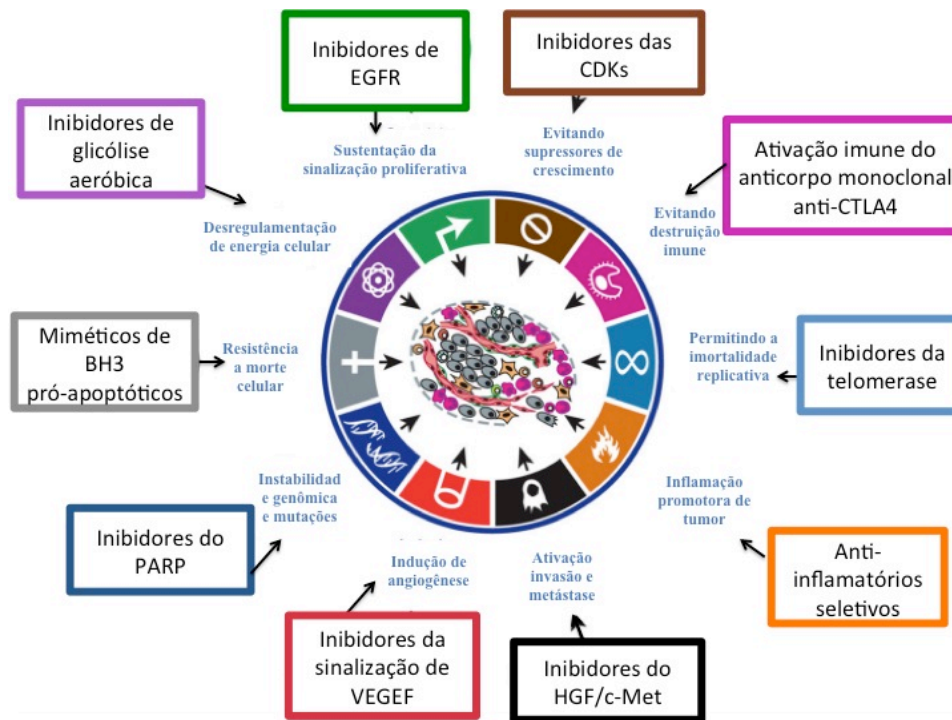 Inibidores de
EGFR
Inibidores das
CDKs
Inibidores de
glicólise
aeróbica
Sustentação da
sinalização proliferativa
Evitando
supressores de
crescimento
Ativação imune do
anticorpo monoclonal
anti-CTLA4
Desregulamentação
de energia celular
Evitando
destruição
imune
Miméticos de
BH3
pró-apoptóticos
Resistência
a morte
celular
Permitindo a
imortalidade
replicativa
Inibidores da
telomerase
Instabilidad
e genômica
e mutações
Inflamação
promotora de
tumor
Inibidores do
PARP
Indução de
angiogênese
Ativação
invasão e
metástase
Anti-
inflamatórios
seletivos
Inibidores da
sinalização de
VEGEF
Inibidores do
HGF/c-Met